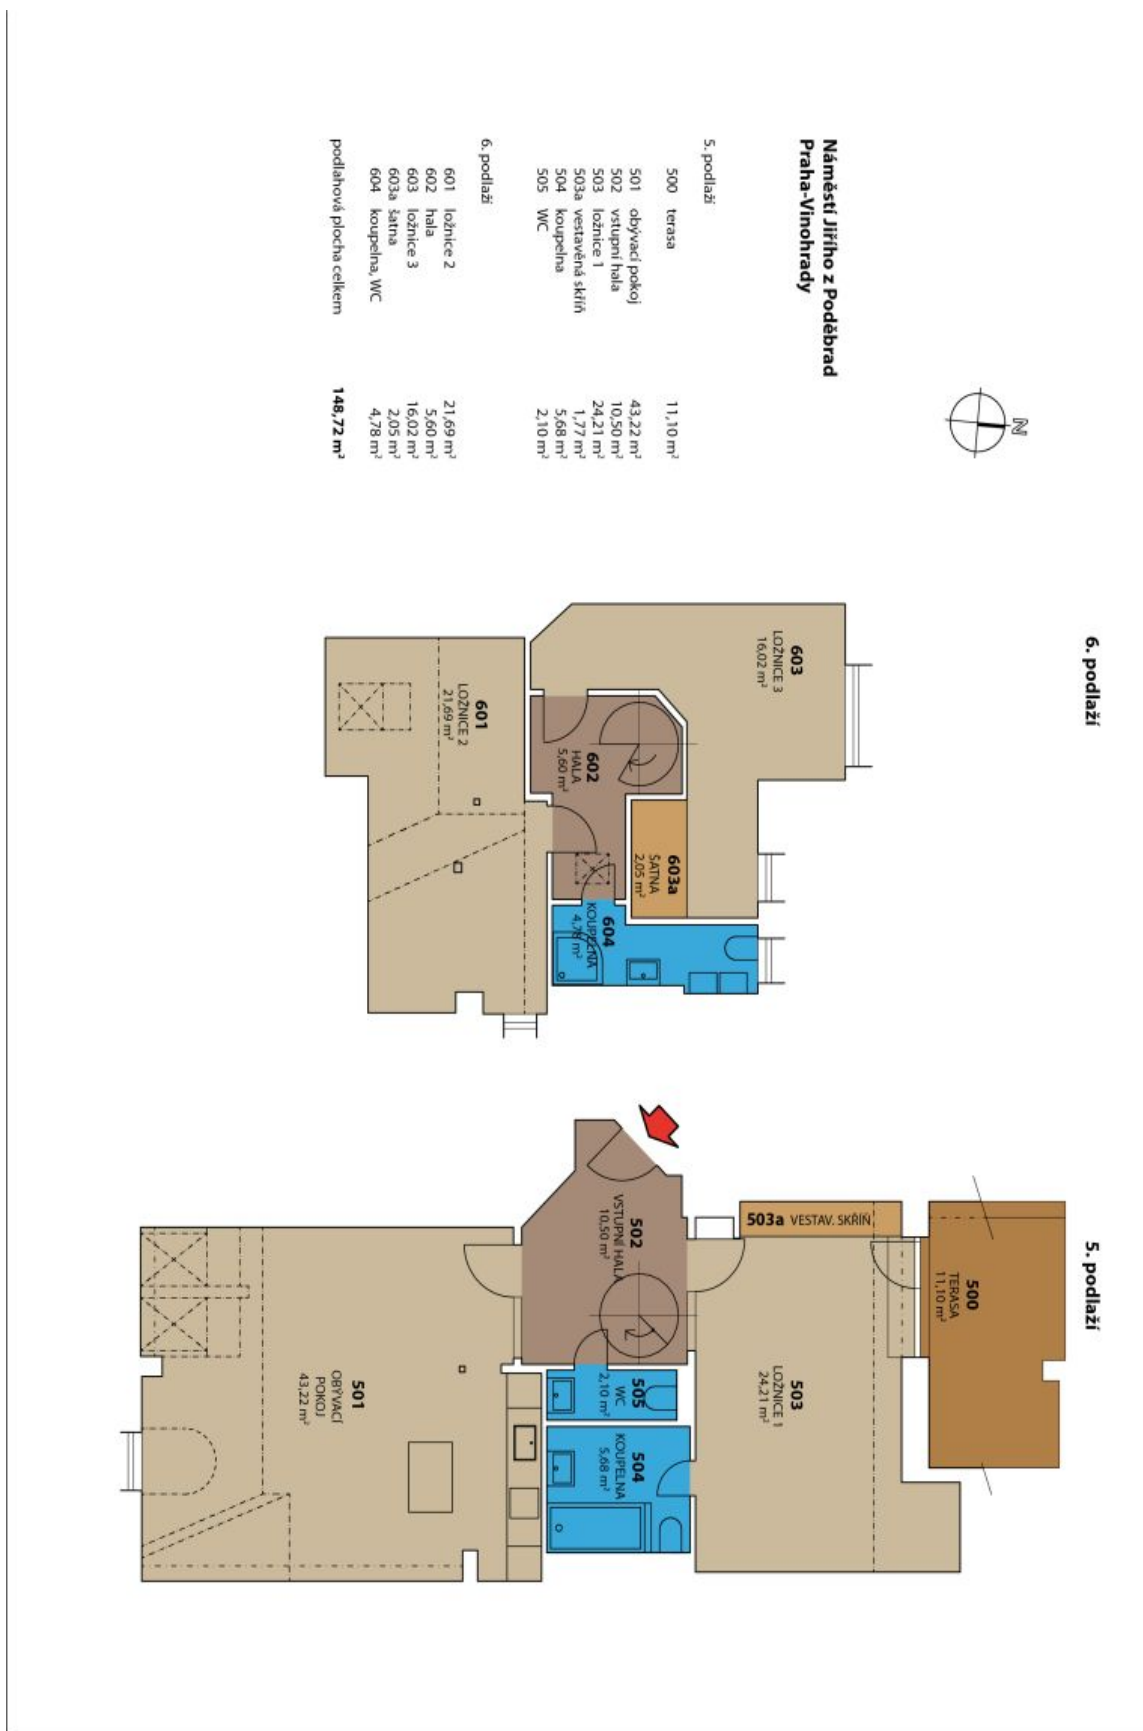 Náměstí Jiřího z Poděbrad
Praha-Vinohrady
N
5. podlaží
500 terasa 11,10 m²
501 obývací pokoj 43,22 m²
502 vstupní hala 10,50 m²
503 ložnice 1 24,21 m²
503a vestavěná skříň 1,77 m²
504 koupelna 5,68 m²
505 WC 2,10 m²
6. podlaží
601 ložnice 2 21,69 m²
602 hala 5,60 m²
603 ložnice 3 16,02 m²
603a šatna 2,05 m²
604 koupelna, WC 4,78 m²
podlahová plocha celkem 148,72 m²
6. podlaží
603
LOŽNICE 3
16,02 m²
601
LOŽNICE 2
21,69 m²
602
HALA
5,60 m²
603a
ŠATNA
2,05 m²
604
KOUPELNA
4,78 m²
5. podlaží
502
VSTUPNÍ HALA
10,50 m²
503a VESTAV. SKŘÍŇ
500
TERASA
11,10 m²
501
OBÝVACÍ
POKOJ
43,22 m²
505
WC
2,10 m²
504
KOUPELNA
5,68 m²
503
LOŽNICE 1
24,21 m²